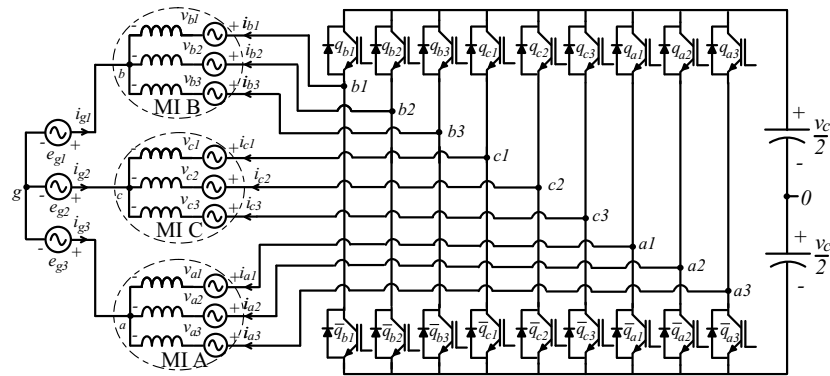 v_b1 + i_b1
v_b2 + i_b2
v_b3 + i_b3
b
MI B
i_g1
- +
e_g1
v_c1 + i_c1
v_c2 + i_c2
v_c3 + i_c3
c
MI C
g
i_g2
- +
e_g2
i_g3
- +
e_g3
v_a1 + i_a1
v_a2 + i_a2
v_a3 + i_a3
a
MI A
q_b1 q_b2 q_b3 q_c1 q_c2 q_c3 q_a1 q_a2 q_a3
b1
b2
b3
c1
c2
c3
a1
a2
a3
q̅_b1 q̅_b2 q̅_b3 q̅_c1 q̅_c2 q̅_c3 q̅_a1 q̅_a2 q̅_a3
+
v_c/2
-
0
+
v_c/2
-